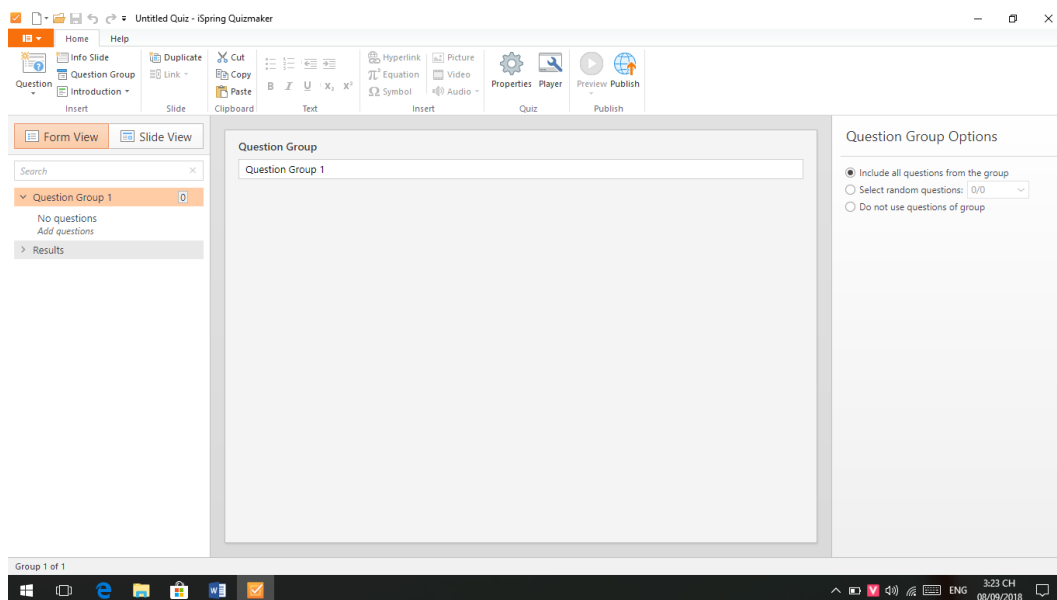 Untitled Quiz - iSpring Quizmaker
Home Help
Info Slide Duplicate Cut Hyperlink Picture
Question Question Group Link Copy Equation Video Properties Player Preview Publish
Introduction Paste B I U X₂ X² Symbol Audio
Insert Slide Clipboard Text Insert Quiz Publish
Form View Slide View
Search
Question Group 1 0
No questions
Add questions
Results
Question Group
Question Group 1
Question Group Options
Include all questions from the group
Select random questions: 0/0
Do not use questions of group
Group 1 of 1
ENG 3:23 CH
08/09/2018